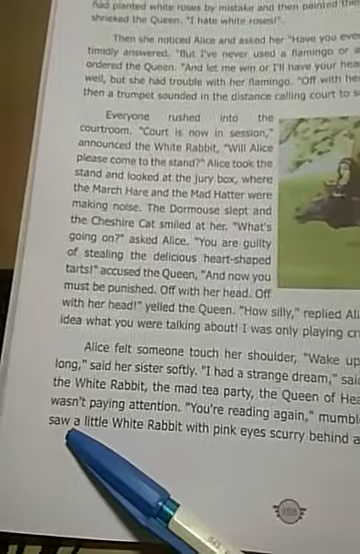 had planted white roses by mistake and then painted
shrieked the Queen. "I hate white roses!".
Then she noticed Alice and asked her "Have you
timidly answered. "But I've never used a flamingo or
ordered the Queen. "And let me win or I'll have your
well, but she had trouble with her flamingo. "Off with
then a trumpet sounded in the distance calling court to
Everyone rushed into the
courtroom. "Court is now in session,"
announced the White Rabbit, "Will Alice
please come to the stand?" Alice took the
stand and looked at the jury box, where
the March Hare and the Mad Hatter were
making noise. The Dormouse slept and
the Cheshire Cat smiled at her. "What's
going on?" asked Alice. "You are guilty
of stealing the delicious heart-shaped
tarts!" accused the Queen, "And now you
must be punished. Off with her head. Off
with her head!" yelled the Queen. "How silly," replied
idea what you were talking about! I was only playing
Alice felt someone touch her shoulder, "Wake up
long," said her sister softly. "I had a strange dream,"
the White Rabbit, the mad tea party, the Queen of
wasn't paying attention. "You're reading again,"
saw a little White Rabbit with pink eyes scurry behind